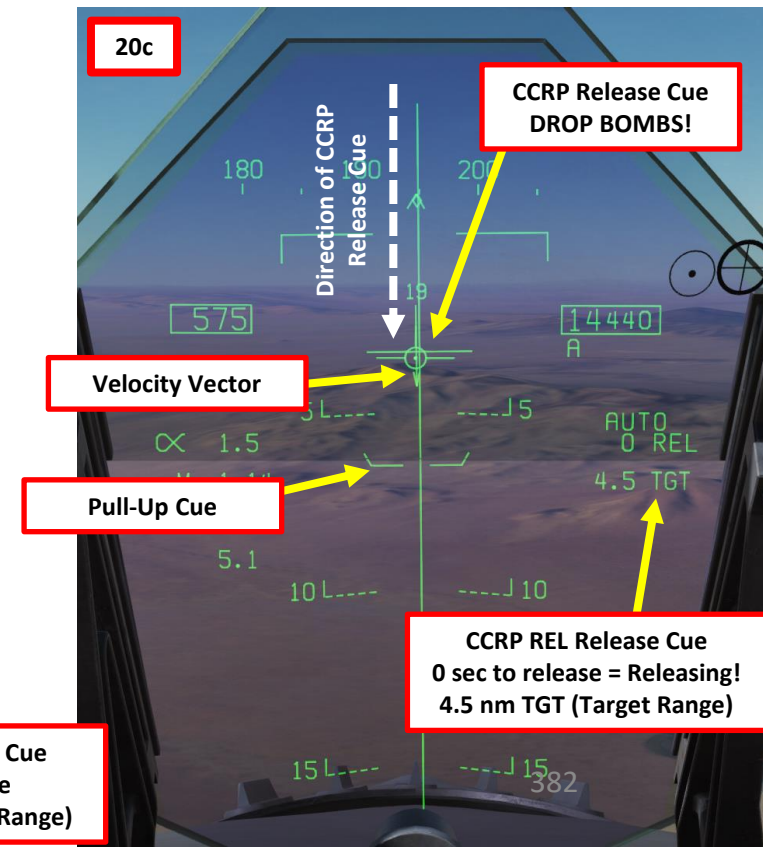 20c
CCRP Release Cue
DROP BOMBS!
Direction of CCRP
Release Cue
180 190 200
19
575
14440
A
Velocity Vector
5 5
α 1.5
AUTO
0 REL
4.5 TGT
Pull-Up Cue
5.1
10 10
CCRP REL Release Cue
0 sec to release = Releasing!
4.5 nm TGT (Target Range)
15 15
382
Cue
Range)